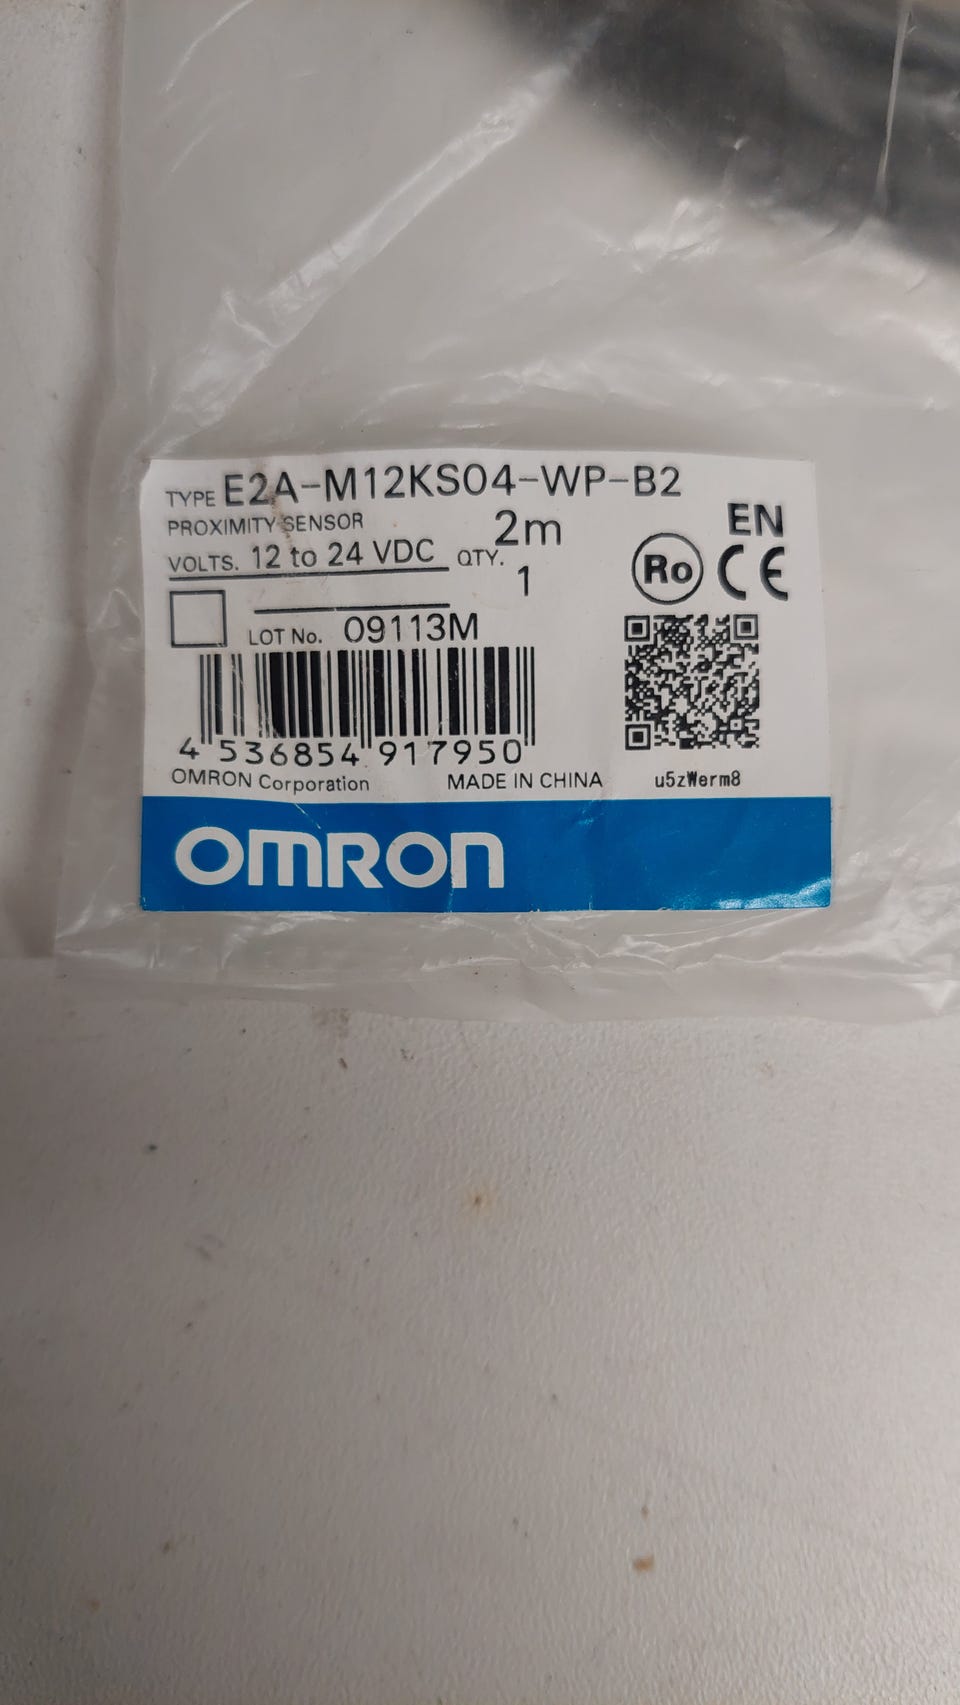 TYPE E2A-M12KS04-WP-B2
PROXIMITY SENSOR 2m
VOLTS. 12 to 24 VDC QTY. 1
EN
Ro CE
LOT No. 09113M
4 536854 917950
OMRON Corporation MADE IN CHINA u5zWerm8
OMRON